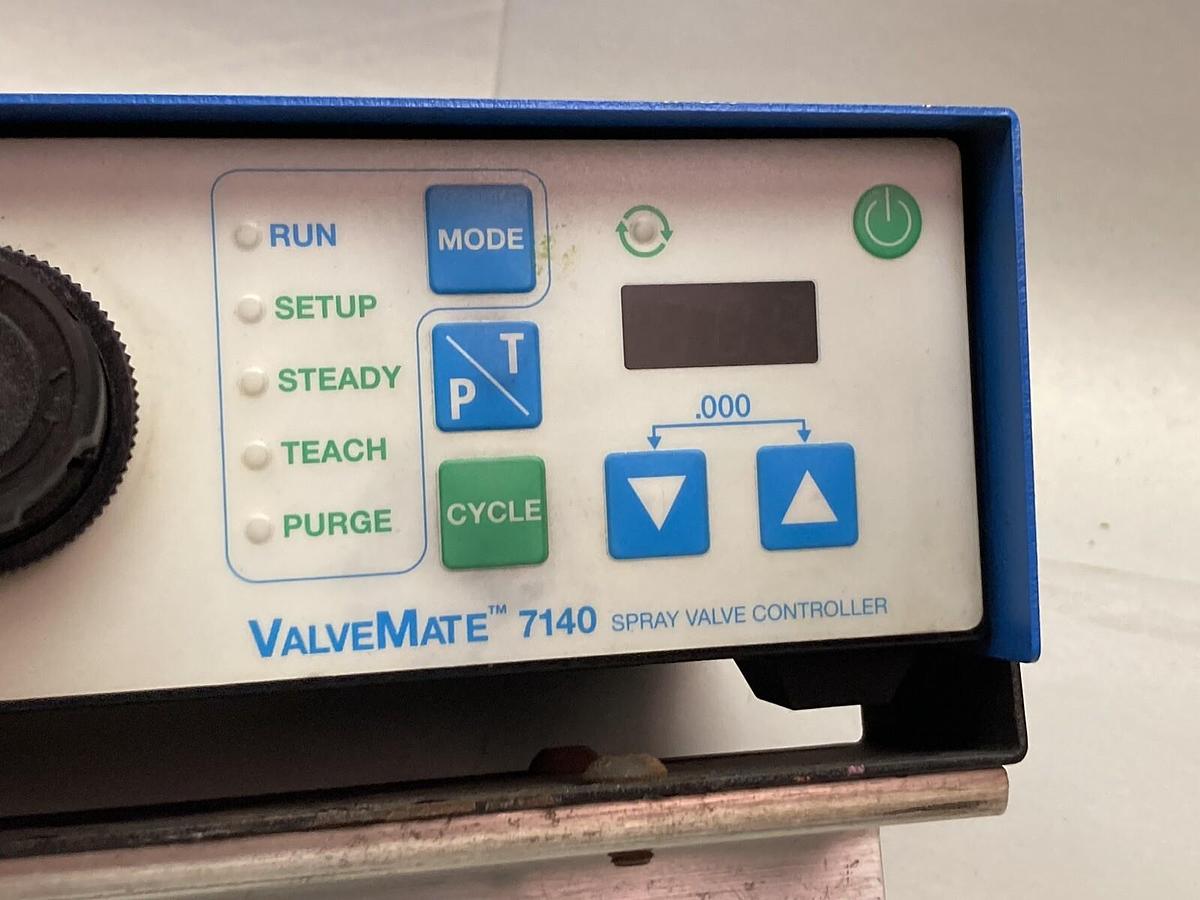 RUN
MODE
SETUP
STEADY
P T
TEACH
PURGE
CYCLE
.000
VALVEMATE™ 7140 SPRAY VALVE CONTROLLER